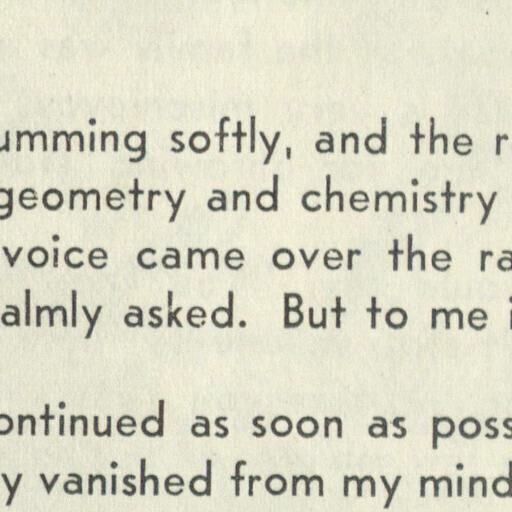 umming softly, and the r
geometry and chemistry
voice came over the ra
almly asked. But to me i
ontinued as soon as poss
y vanished from my mind